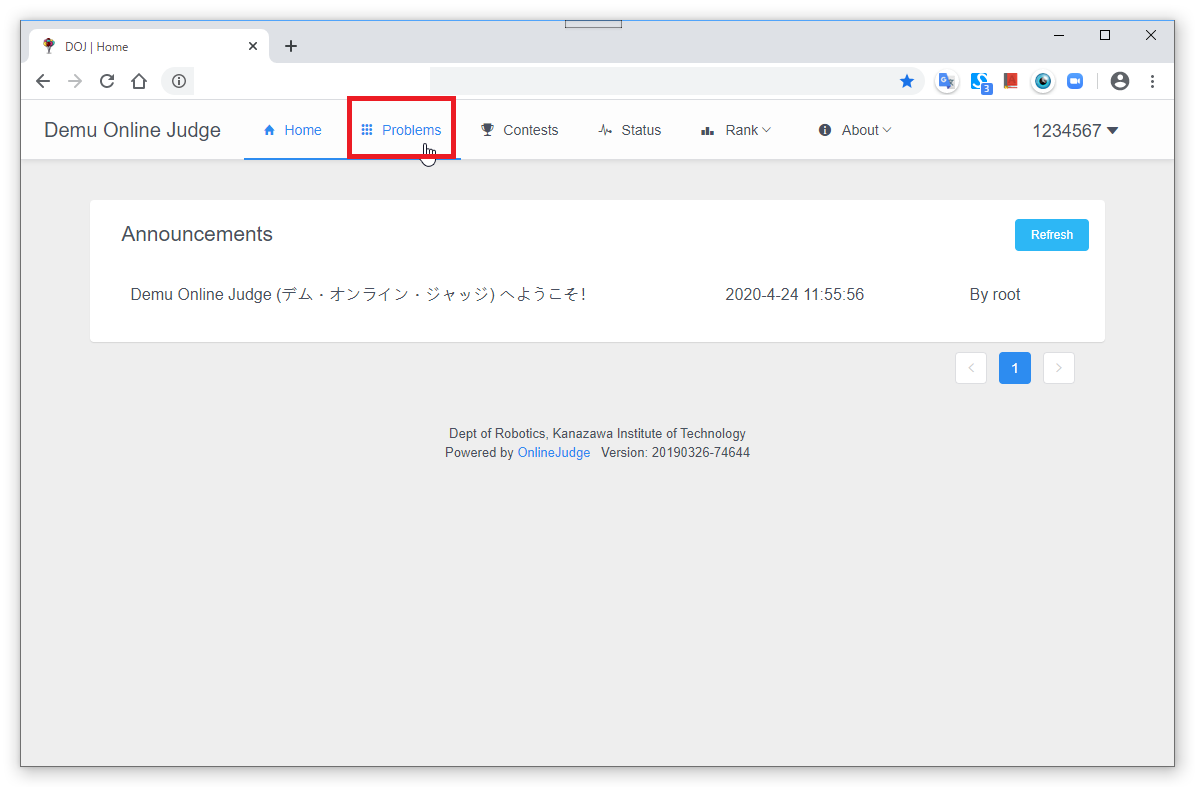 DOJ | Home
3
Demu Online Judge
Home
Problems
Contests
Status
Rank
About
1234567
Announcements
Refresh
Demu Online Judge (デム・オンライン・ジャッジ) へようこそ!
2020-4-24 11:55:56
By root
1
Dept of Robotics, Kanazawa Institute of Technology
Powered by OnlineJudge Version: 20190326-74644